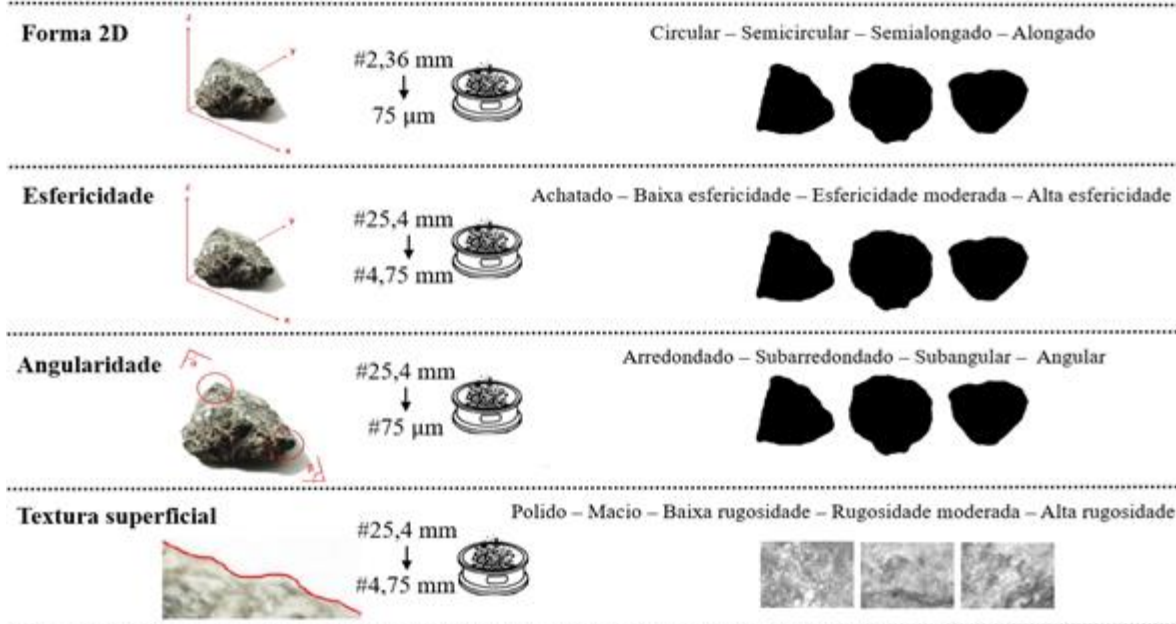 Forma 2D
Circular – Semicircular – Semialongado – Alongado
z
y
x
#2,36 mm
75 μm
Esfericidade
Achatado – Baixa esfericidade – Esfericidade moderada – Alta esfericidade
z
y
x
#25,4 mm
#4,75 mm
Angularidade
Arredondado – Subarredondado – Subangular – Angular
#25,4 mm
#75 μm
Textura superficial
Polido – Macio – Baixa rugosidade – Rugosidade moderada – Alta rugosidade
#25,4 mm
#4,75 mm